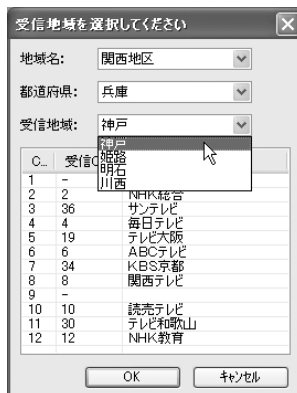 受信地域を選択してください
地域名: 関西地区
都道府県: 兵庫
受信地域: 神戸
神戸
姫路
明石
川西
C... 受信C
1 -
2 2 NHK総合
3 36 サンテレビ
4 4 毎日テレビ
5 19 テレビ大阪
6 6 ABCテレビ
7 34 KBS京都
8 8 関西テレビ
9 -
10 10 読売テレビ
11 30 テレビ和歌山
12 12 NHK教育
OK キャンセル